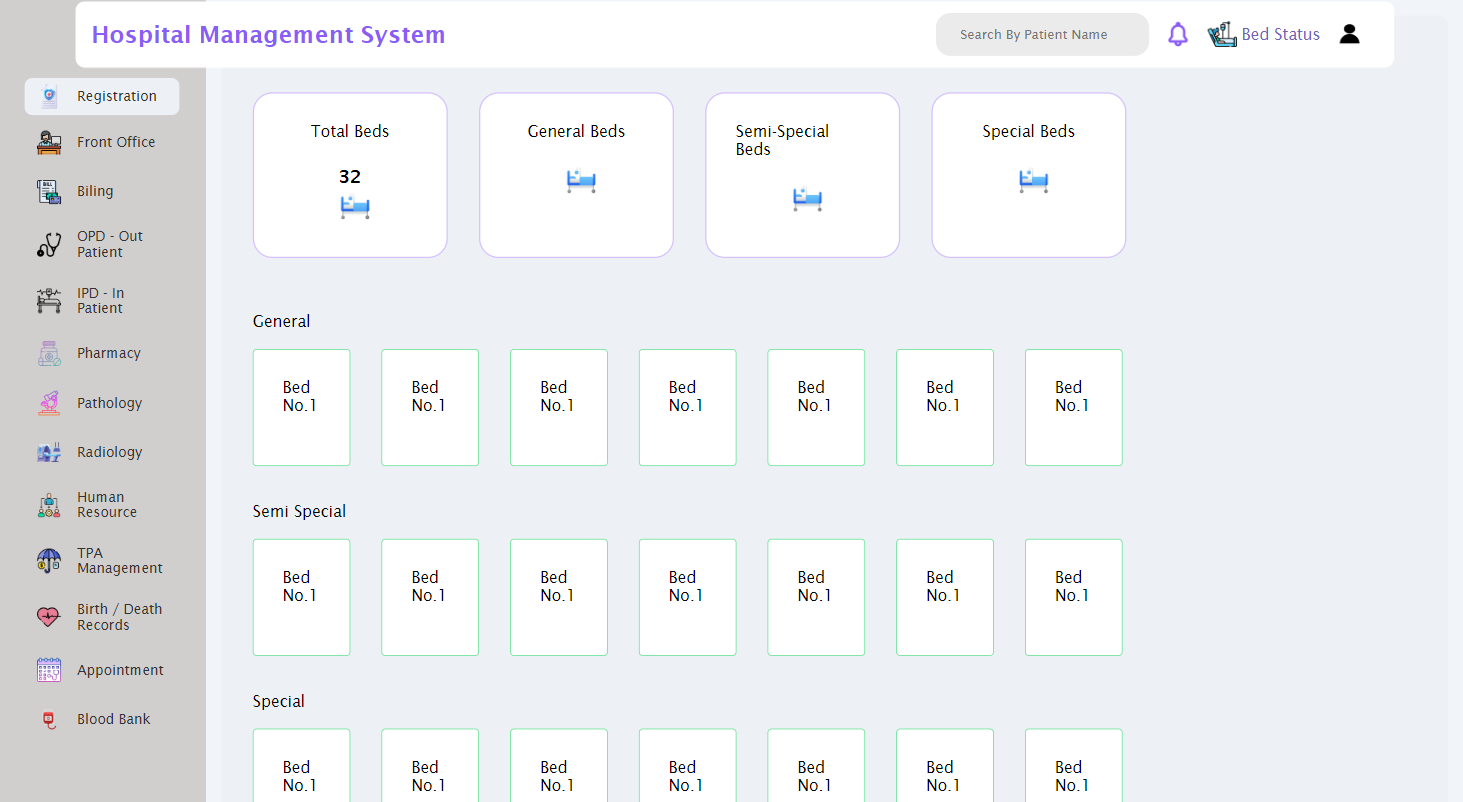 Hospital Management System
Search By Patient Name
Bed Status
Registration
Front Office
Biling
OPD - Out
Patient
IPD - In
Patient
Pharmacy
Pathology
Radiology
Human
Resource
TPA
Management
Birth / Death
Records
Appointment
Blood Bank
Total Beds
32
General Beds
Semi-Special
Beds
Special Beds
General
Bed
No.1
Bed
No.1
Bed
No.1
Bed
No.1
Bed
No.1
Bed
No.1
Bed
No.1
Semi Special
Bed
No.1
Bed
No.1
Bed
No.1
Bed
No.1
Bed
No.1
Bed
No.1
Bed
No.1
Special
Bed
No.1
Bed
No.1
Bed
No.1
Bed
No.1
Bed
No.1
Bed
No.1
Bed
No.1